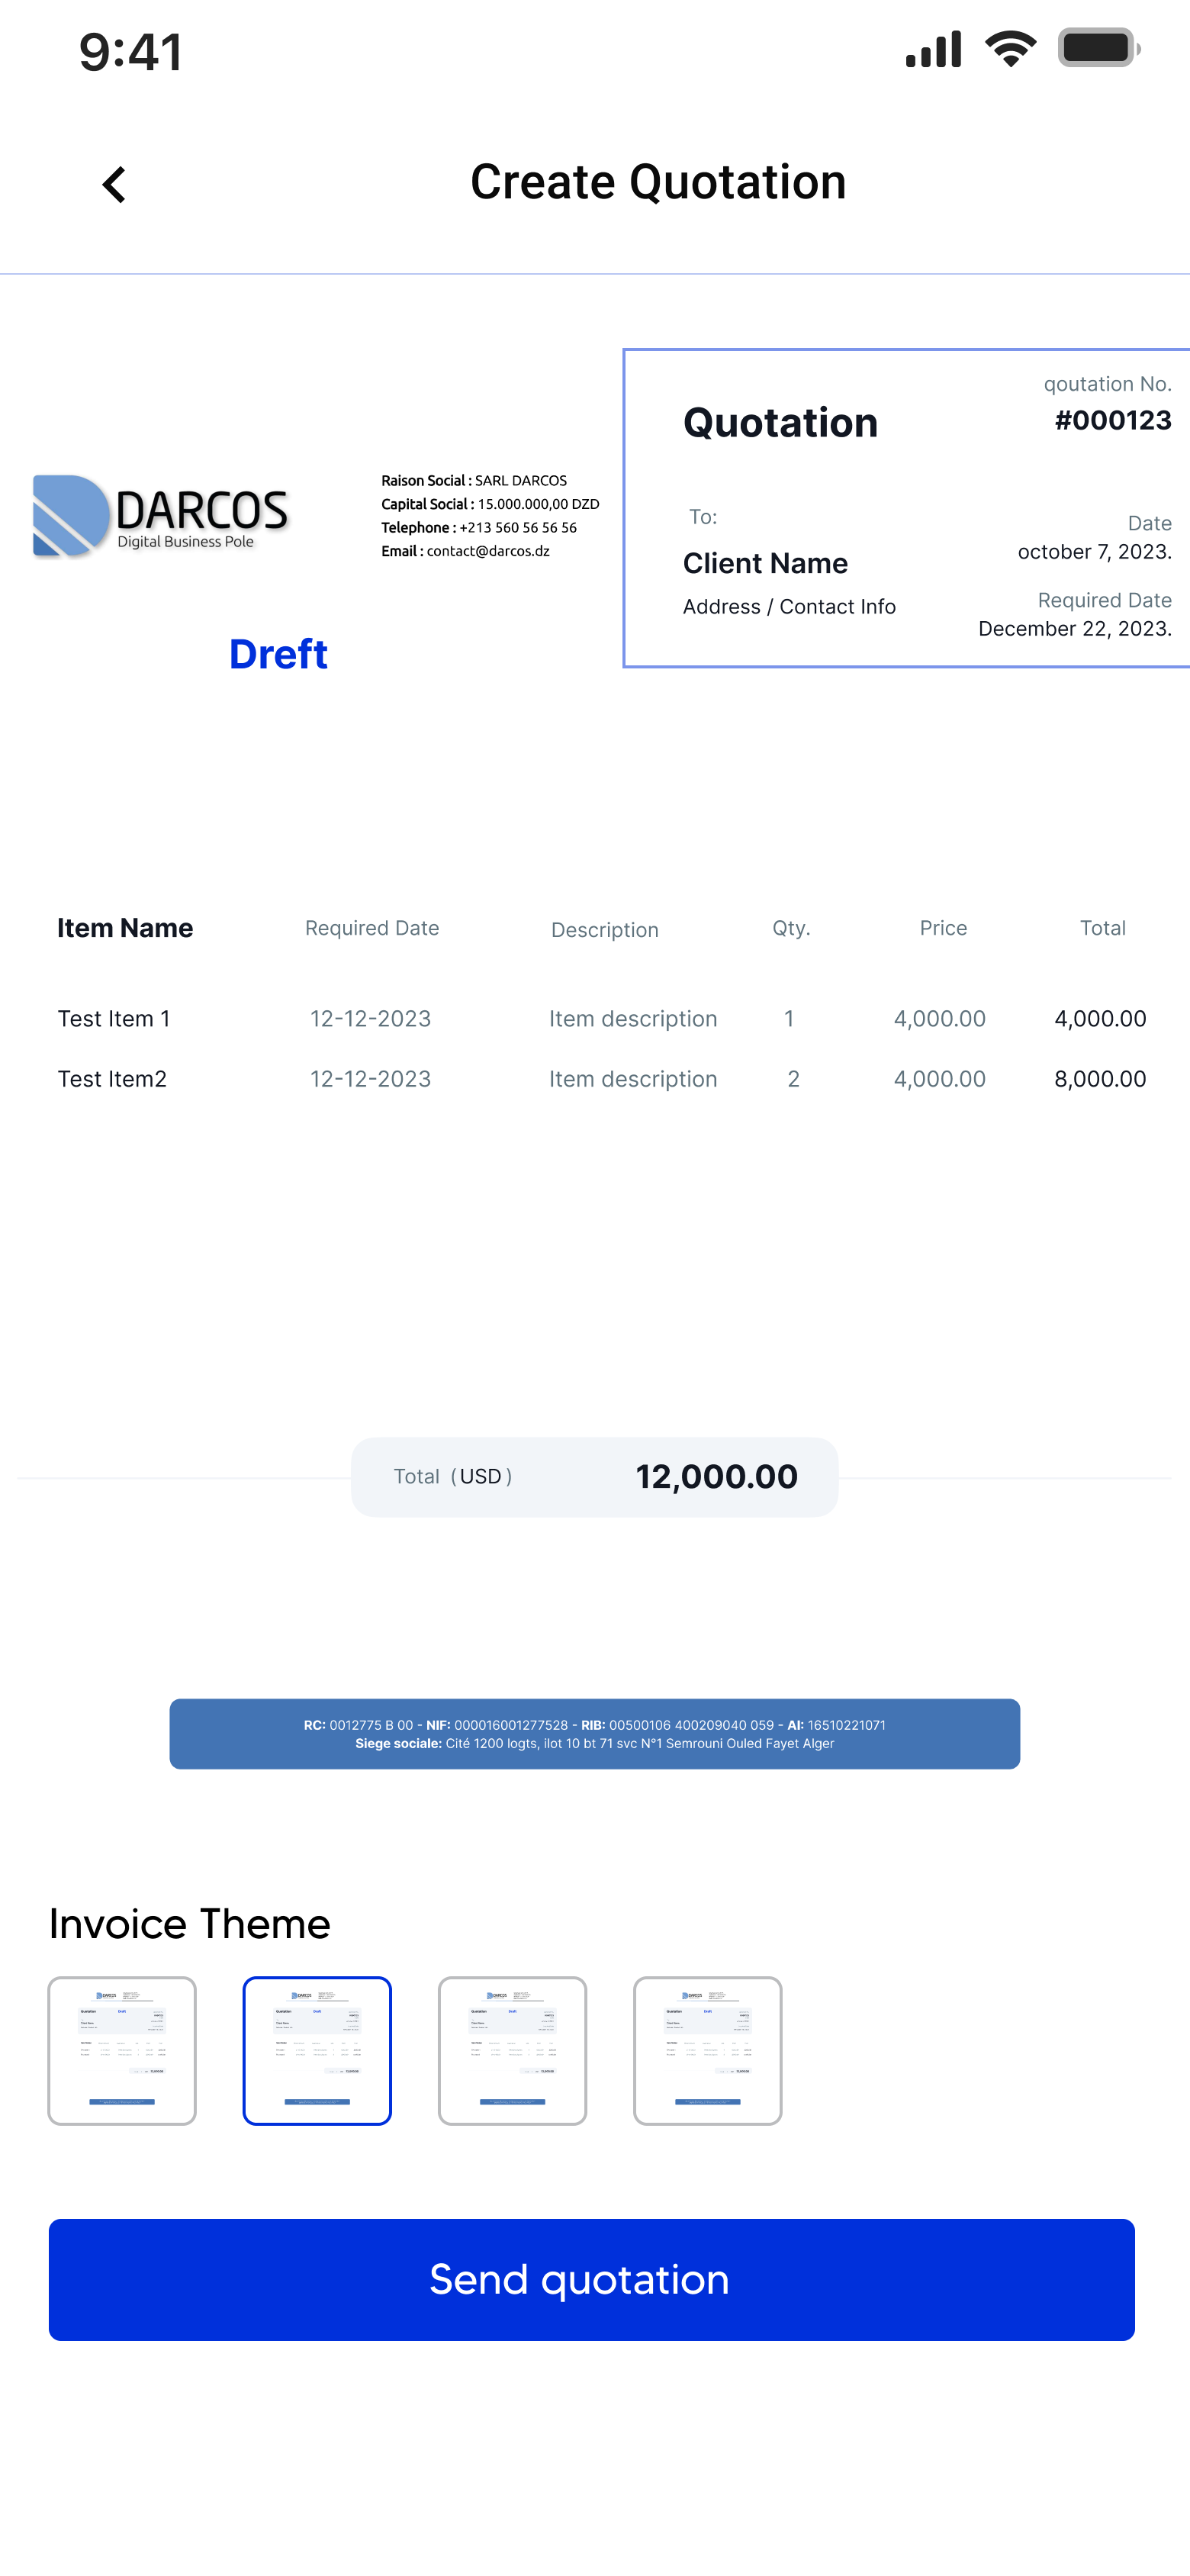 9:41
Create Quotation
DARCOS
Digital Business Pole
Raison Social : SARL DARCOS
Capital Social : 15.000.000,00 DZD
Telephone : +213 560 56 56 56
Email : contact@darcos.dz
Dreft
Quotation
qoutation No.
#000123
To:
Client Name
Address / Contact Info
Date
october 7, 2023.
Required Date
December 22, 2023.
Item Name Required Date Description Qty. Price Total
Test Item 1 12-12-2023 Item description 1 4,000.00 4,000.00
Test Item2 12-12-2023 Item description 2 4,000.00 8,000.00
Total (USD) 12,000.00
RC: 0012775 B 00 - NIF: 000016001277528 - RIB: 00500106 400209040 059 - AI: 16510221071
Siege sociale: Cité 1200 logts, ilot 10 bt 71 svc N°1 Semrouni Ouled Fayet Alger
Invoice Theme
Send quotation